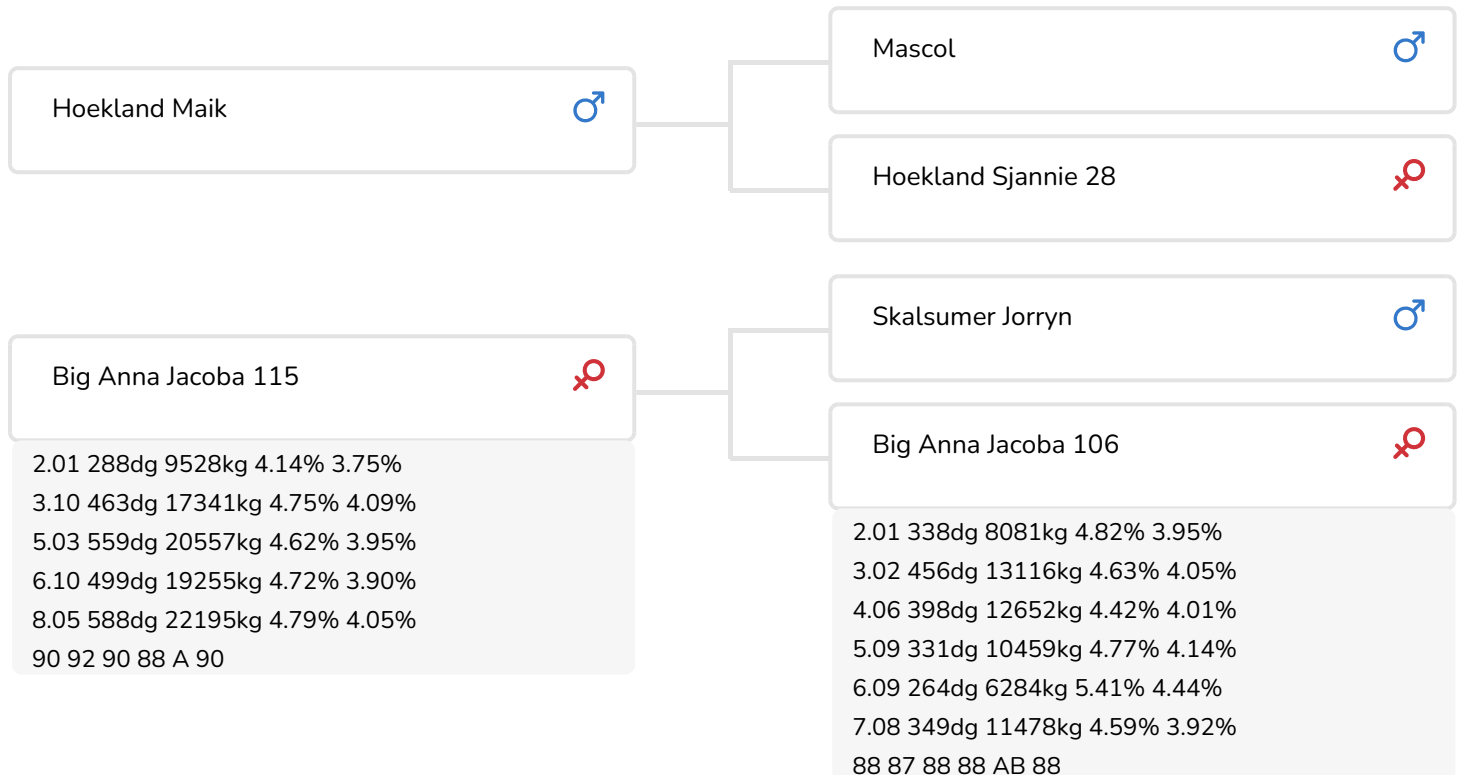 Hoekland Maik
Mascol
Hoekland Sjannie 28
Big Anna Jacoba 115
2.01 288dg 9528kg 4.14% 3.75%
3.10 463dg 17341kg 4.75% 4.09%
5.03 559dg 20557kg 4.62% 3.95%
6.10 499dg 19255kg 4.72% 3.90%
8.05 588dg 22195kg 4.79% 4.05%
90 92 90 88 A 90
Skalsumer Jorryn
Big Anna Jacoba 106
2.01 338dg 8081kg 4.82% 3.95%
3.02 456dg 13116kg 4.63% 4.05%
4.06 398dg 12652kg 4.42% 4.01%
5.09 331dg 10459kg 4.77% 4.14%
6.09 264dg 6284kg 5.41% 4.44%
7.08 349dg 11478kg 4.59% 3.92%
88 87 88 88 AB 88